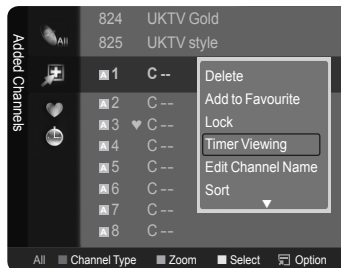 Added Channels
All
824 UKTV Gold
825 UKTV style
A 1 C --
A 2 C --
A 3 ♥ C --
A 4 C --
A 5 C --
A 6 C --
A 7 C --
A 8 C --
Delete
Add to Favourite
Lock
Timer Viewing
Edit Channel Name
Sort
All Channel Type Zoom Select Option